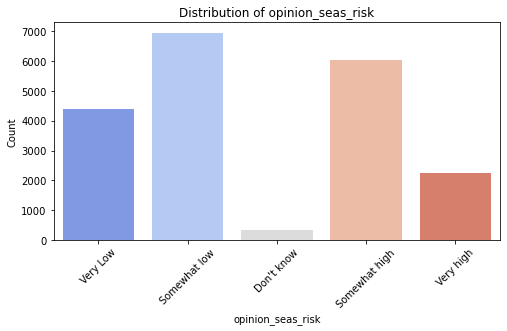 Distribution of opinion_seas_risk
7000
6000
5000
4000
3000
2000
1000
0
Count
Very Low
Somewhat low
Don't know
Somewhat high
Very high
opinion_seas_risk